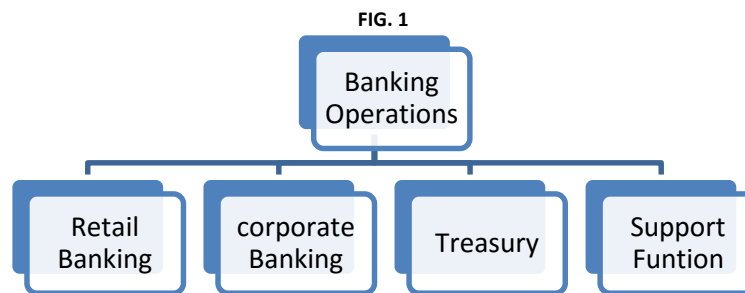 FIG. 1
Banking
Operations
Retail
Banking
corporate
Banking
Treasury
Support
Funtion